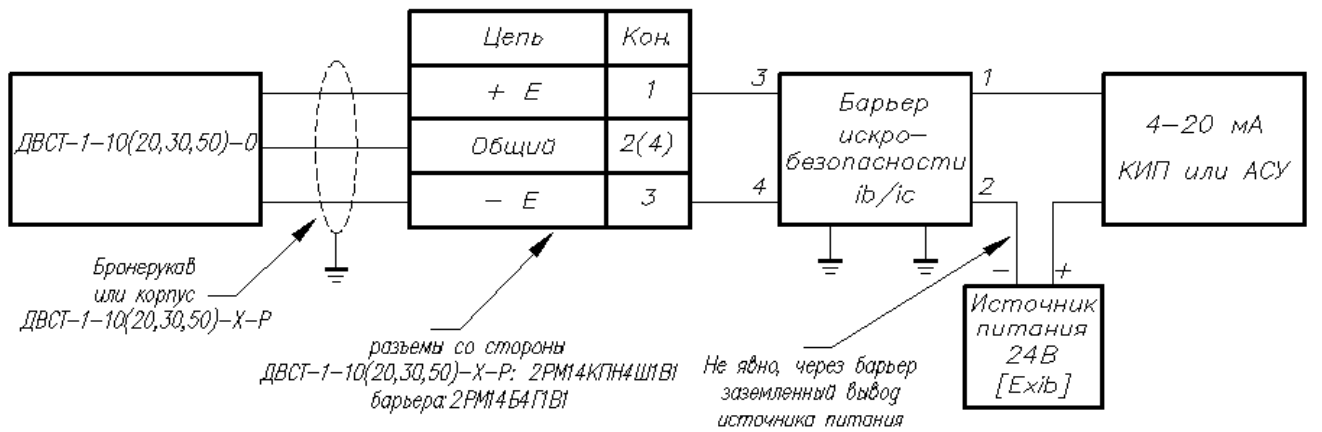 ДВСТ-1-10(20,30,50)-0
Цепь
Кон.
+ Е
1
Общий
2(4)
- Е
3
3
4
Барьер
искро-
безопасности
ib/ic
1
2
4-20 мА
КИП или АСУ
Бронерукав
или корпус
ДВСТ-1-10(20,30,50)-Х-Р
разъемы со стороны
ДВСТ-1-10(20,30,50)-Х-Р: 2РМ14КПН4Ш1В1
барьера: 2РМ14Б4Г1В1
Не явно, через барьер
заземленный вывод
источника питания
- +
Источник
питания
24В
[Exib]